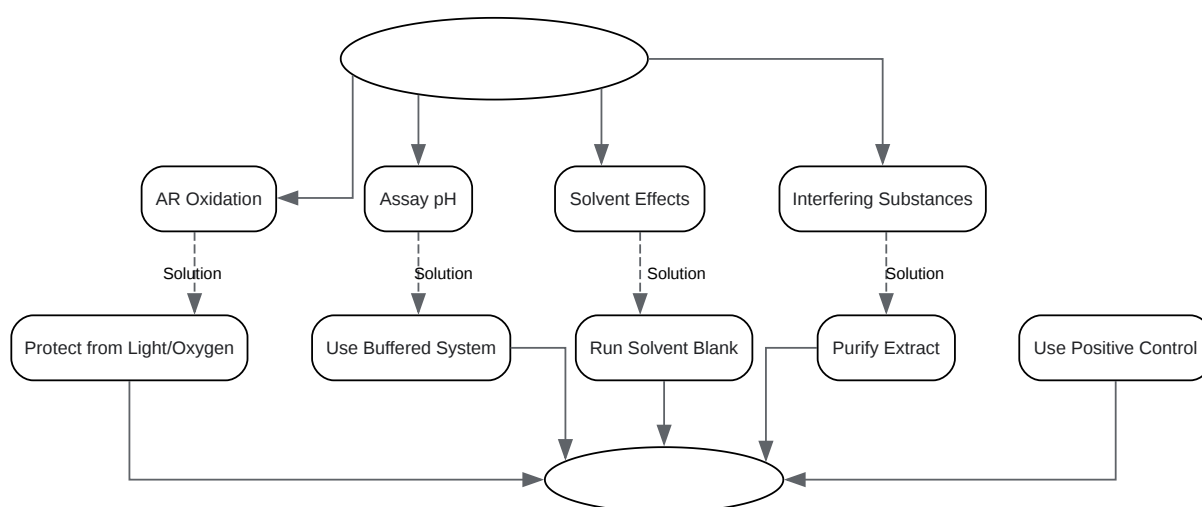 AR Oxidation
Assay pH
Solvent Effects
Interfering Substances
Solution
Solution
Solution
Solution
Protect from Light/Oxygen
Use Buffered System
Run Solvent Blank
Purify Extract
Use Positive Control